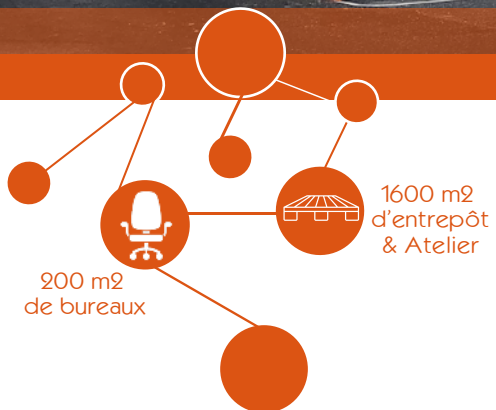 1600 m2
d'entrepôt
& Atelier
200 m2
de bureaux